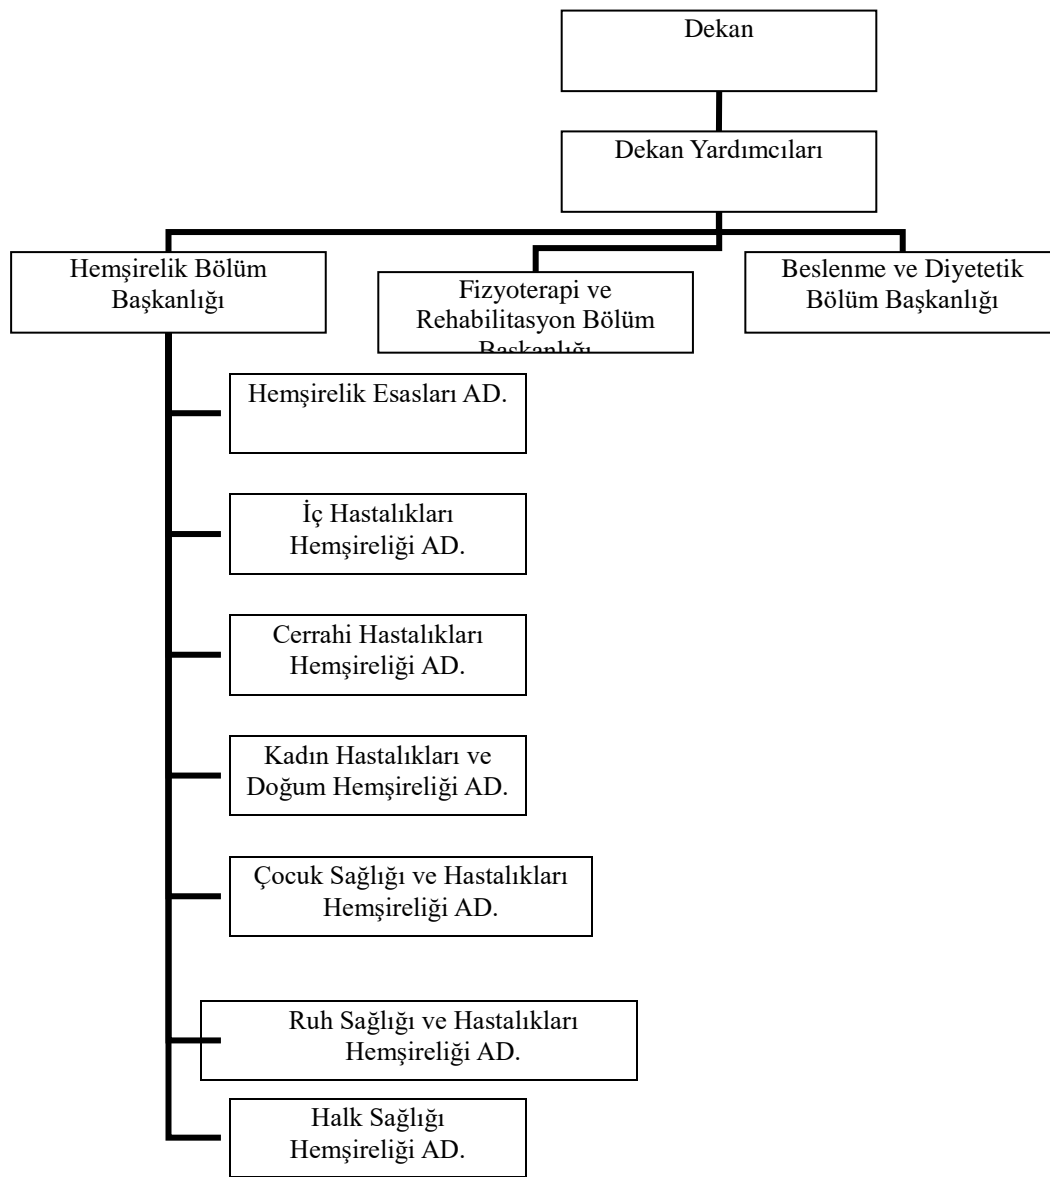 Dekan
Dekan Yardımcıları
Hemşirelik Bölüm
Başkanlığı
Fizyoterapi ve
Rehabilitasyon Bölüm
Başkanlığı
Beslenme ve Diyetetik
Bölüm Başkanlığı
Hemşirelik Esasları AD.
İç Hastalıkları
Hemşireliği AD.
Cerrahi Hastalıkları
Hemşireliği AD.
Kadın Hastalıkları ve
Doğum Hemşireliği AD.
Çocuk Sağlığı ve Hastalıkları
Hemşireliği AD.
Ruh Sağlığı ve Hastalıkları
Hemşireliği AD.
Halk Sağlığı
Hemşireliği AD.